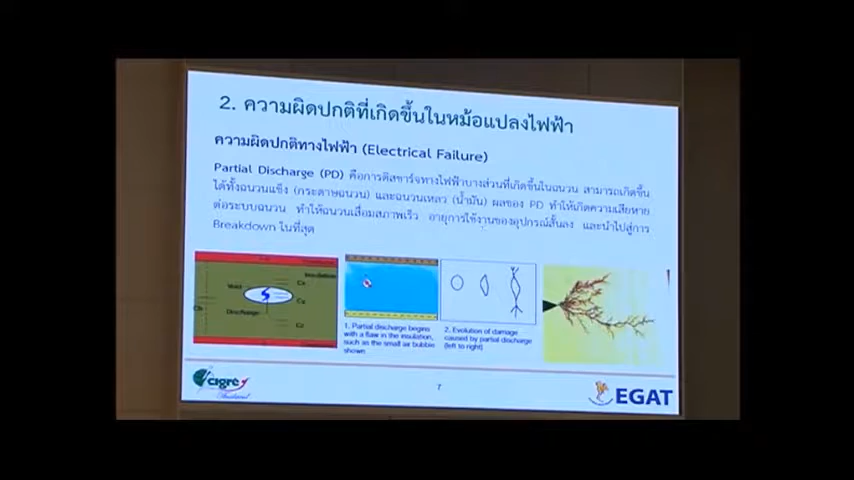 2. ความผิดปกติที่เกิดขึ้นในหม้อแปลงไฟฟ้า
ความผิดปกติทางไฟฟ้า (Electrical Failure)
Partial Discharge (PD) คือการดิสชาร์จทางไฟฟ้าบางส่วนที่เกิดขึ้นในฉนวน สามารถเกิดขึ้น
ได้ทั้งฉนวนแข็ง (กระดาษฉนวน) และฉนวนเหลว (น้ำมัน) ผลของ PD ทำให้เกิดความเสียหาย
ต่อระบบฉนวน ทำให้ฉนวนเสื่อมสภาพเร็ว อายุการใช้งานของอุปกรณ์สั้นลง และนำไปสู่การ
Breakdown ในที่สุด
Insulation
Void
Discharge
1. Partial discharge begins
with a flaw in the insulation,
such as the small air bubble
shown
2. Evolution of damage
caused by partial discharge
(left to right)
cigre
Thailand
7
EGAT